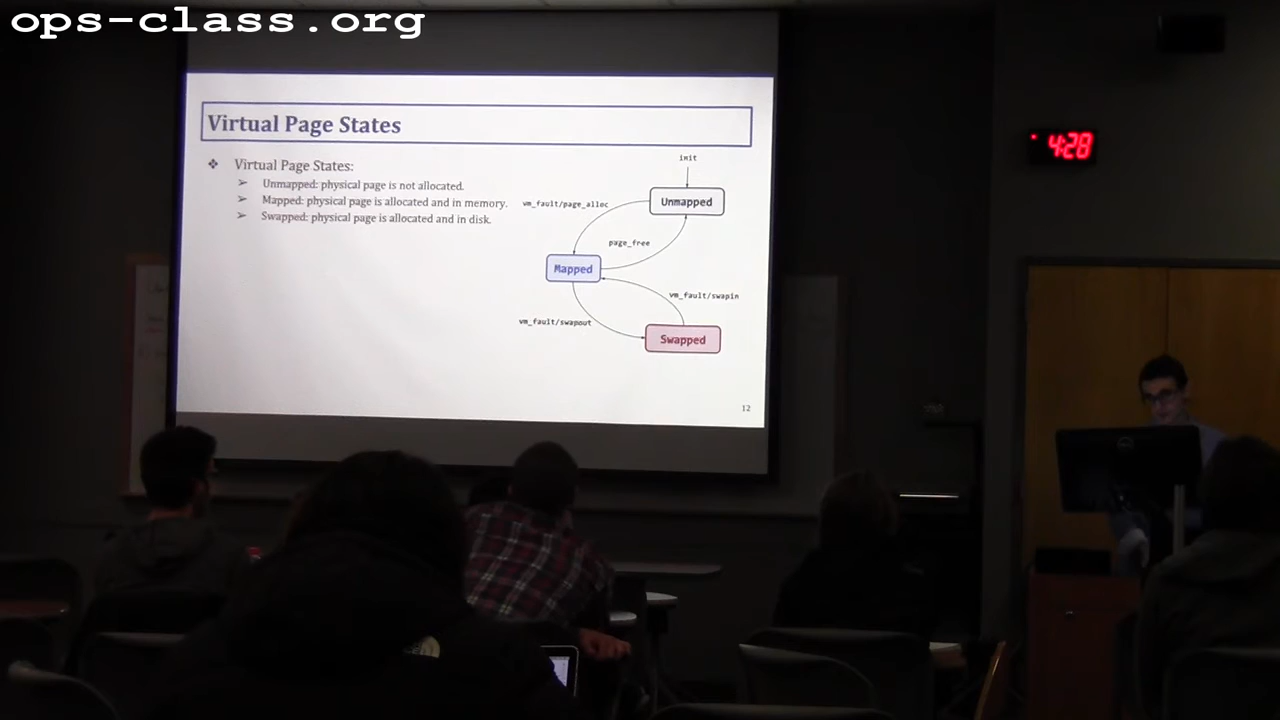 ops-class.org
Virtual Page States
❖ Virtual Page States:
➢ Unmapped: physical page is not allocated.
➢ Mapped: physical page is allocated and in memory.
➢ Swapped: physical page is allocated and in disk.
init
Unmapped
vm_fault/page_alloc
page_free
Mapped
vm_fault/swapin
vm_fault/swapout
Swapped
12
4:28